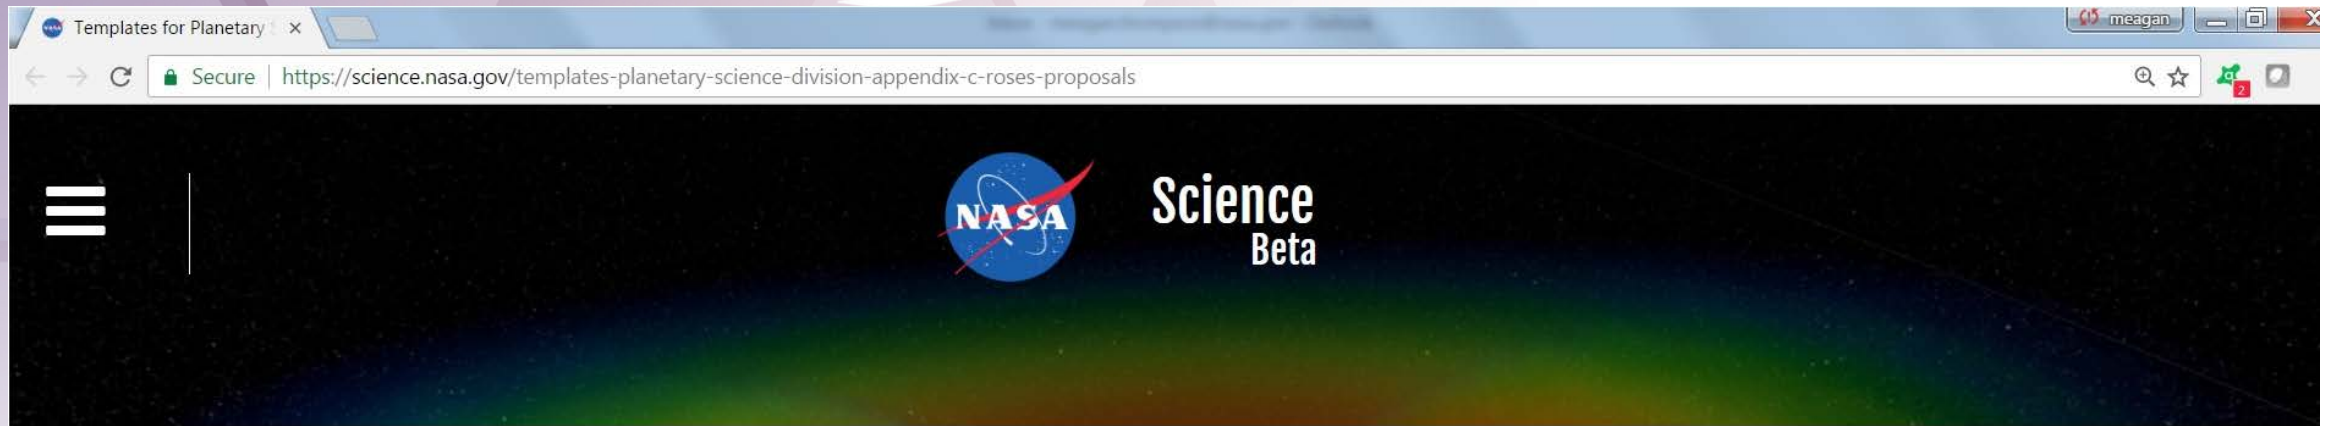 Templates for Planetary S
meagan
Secure https://science.nasa.gov/templates-planetary-science-division-appendix-c-roses-proposals
2
NASA
Science
Beta